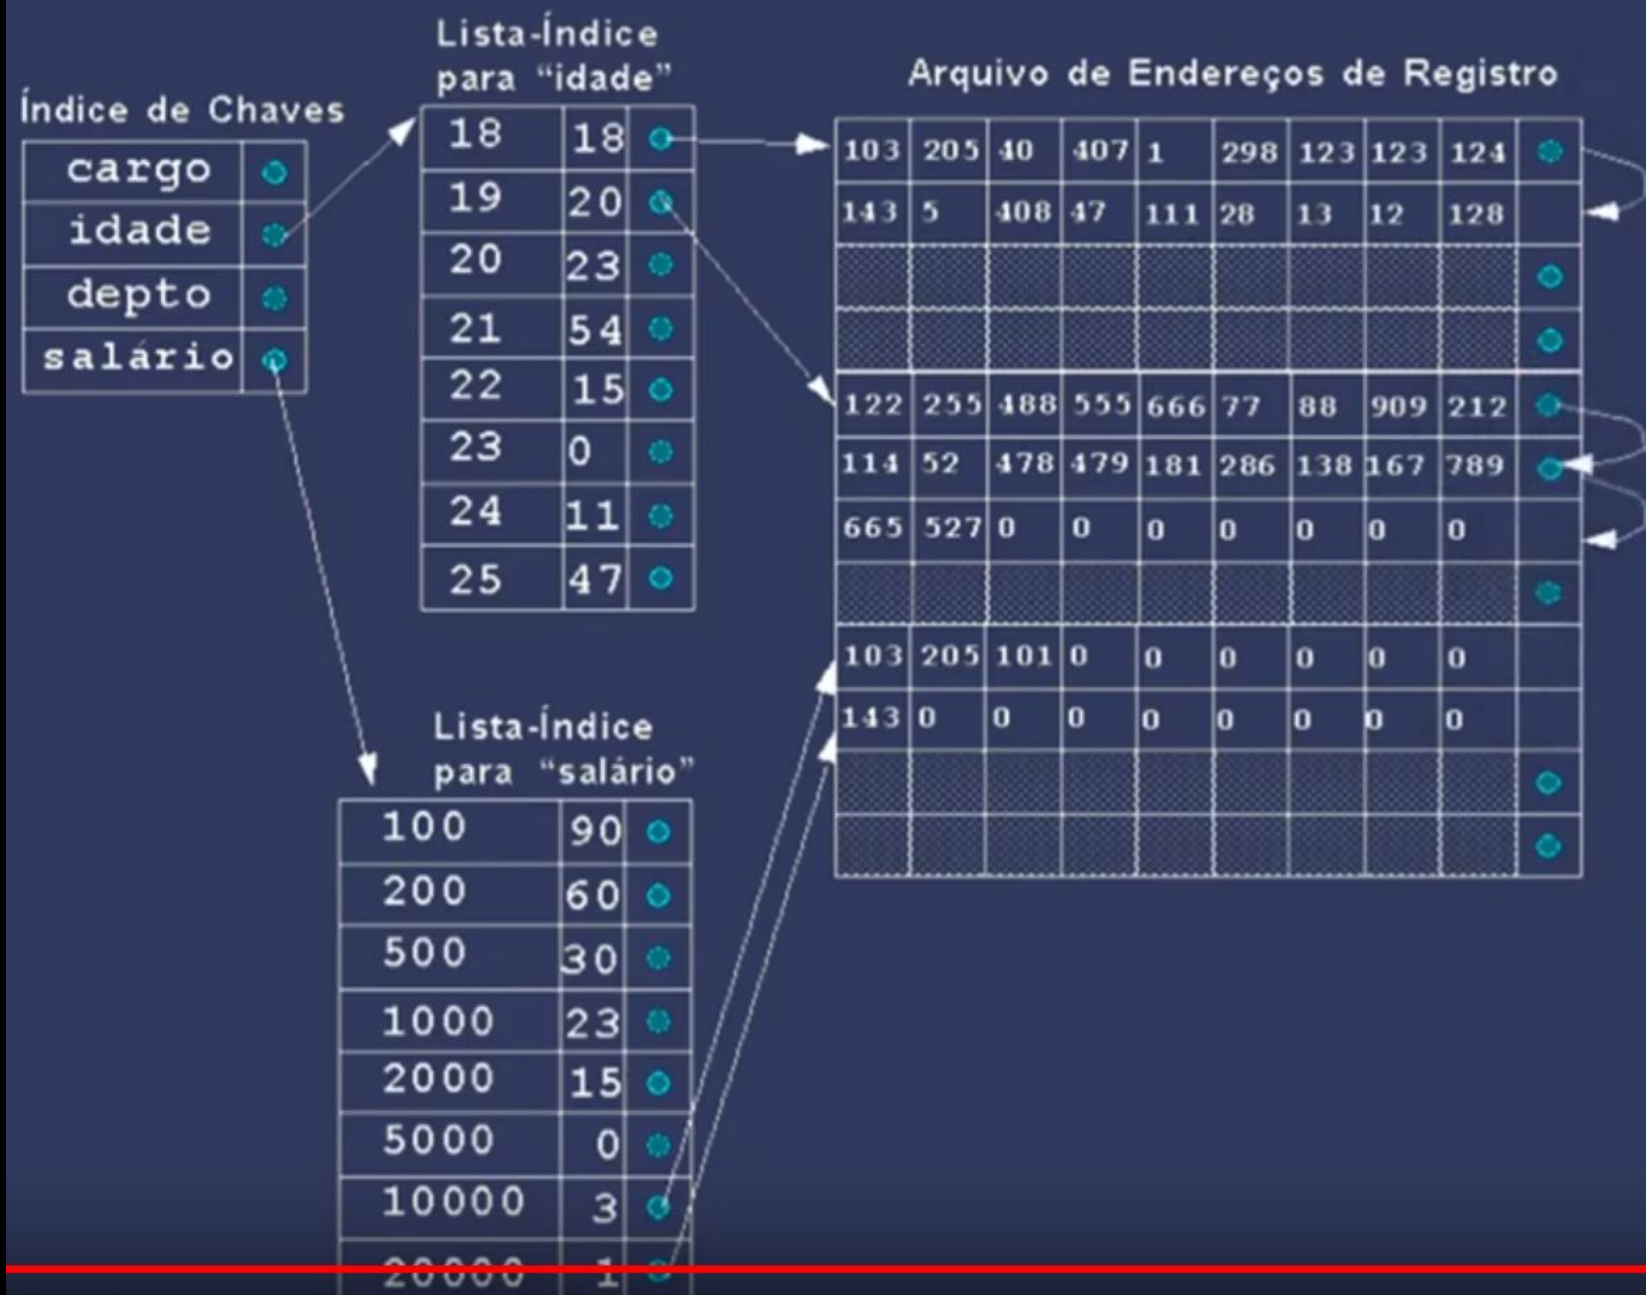 Índice de Chaves
cargo
idade
depto
salário
Lista-Índice
para “idade”
18 18
19 20
20 23
21 54
22 15
23 0
24 11
25 47
Lista-Índice
para “salário”
100 90
200 60
500 30
1000 23
2000 15
5000 0
10000 3
20000 1
Arquivo de Endereços de Registro
103 205 40 407 1 298 123 123 124
143 5 408 47 111 28 13 12 128
122 255 488 555 666 77 88 909 212
114 52 478 479 181 286 138 167 789
665 527 0 0 0 0 0 0 0
103 205 101 0 0 0 0 0 0
143 0 0 0 0 0 0 0 0